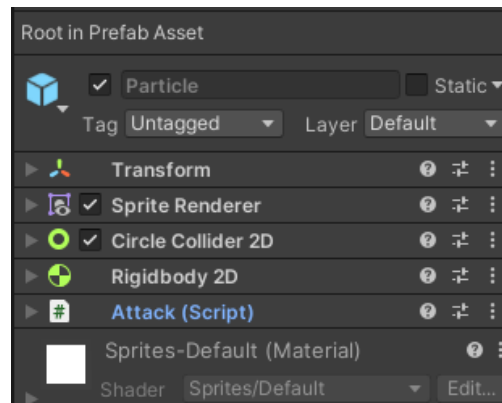 Root in Prefab Asset
Particle Static
Tag Untagged Layer Default
Transform
Sprite Renderer
Circle Collider 2D
Rigidbody 2D
# Attack (Script)
Sprites-Default (Material)
Shader Sprites/Default Edit...